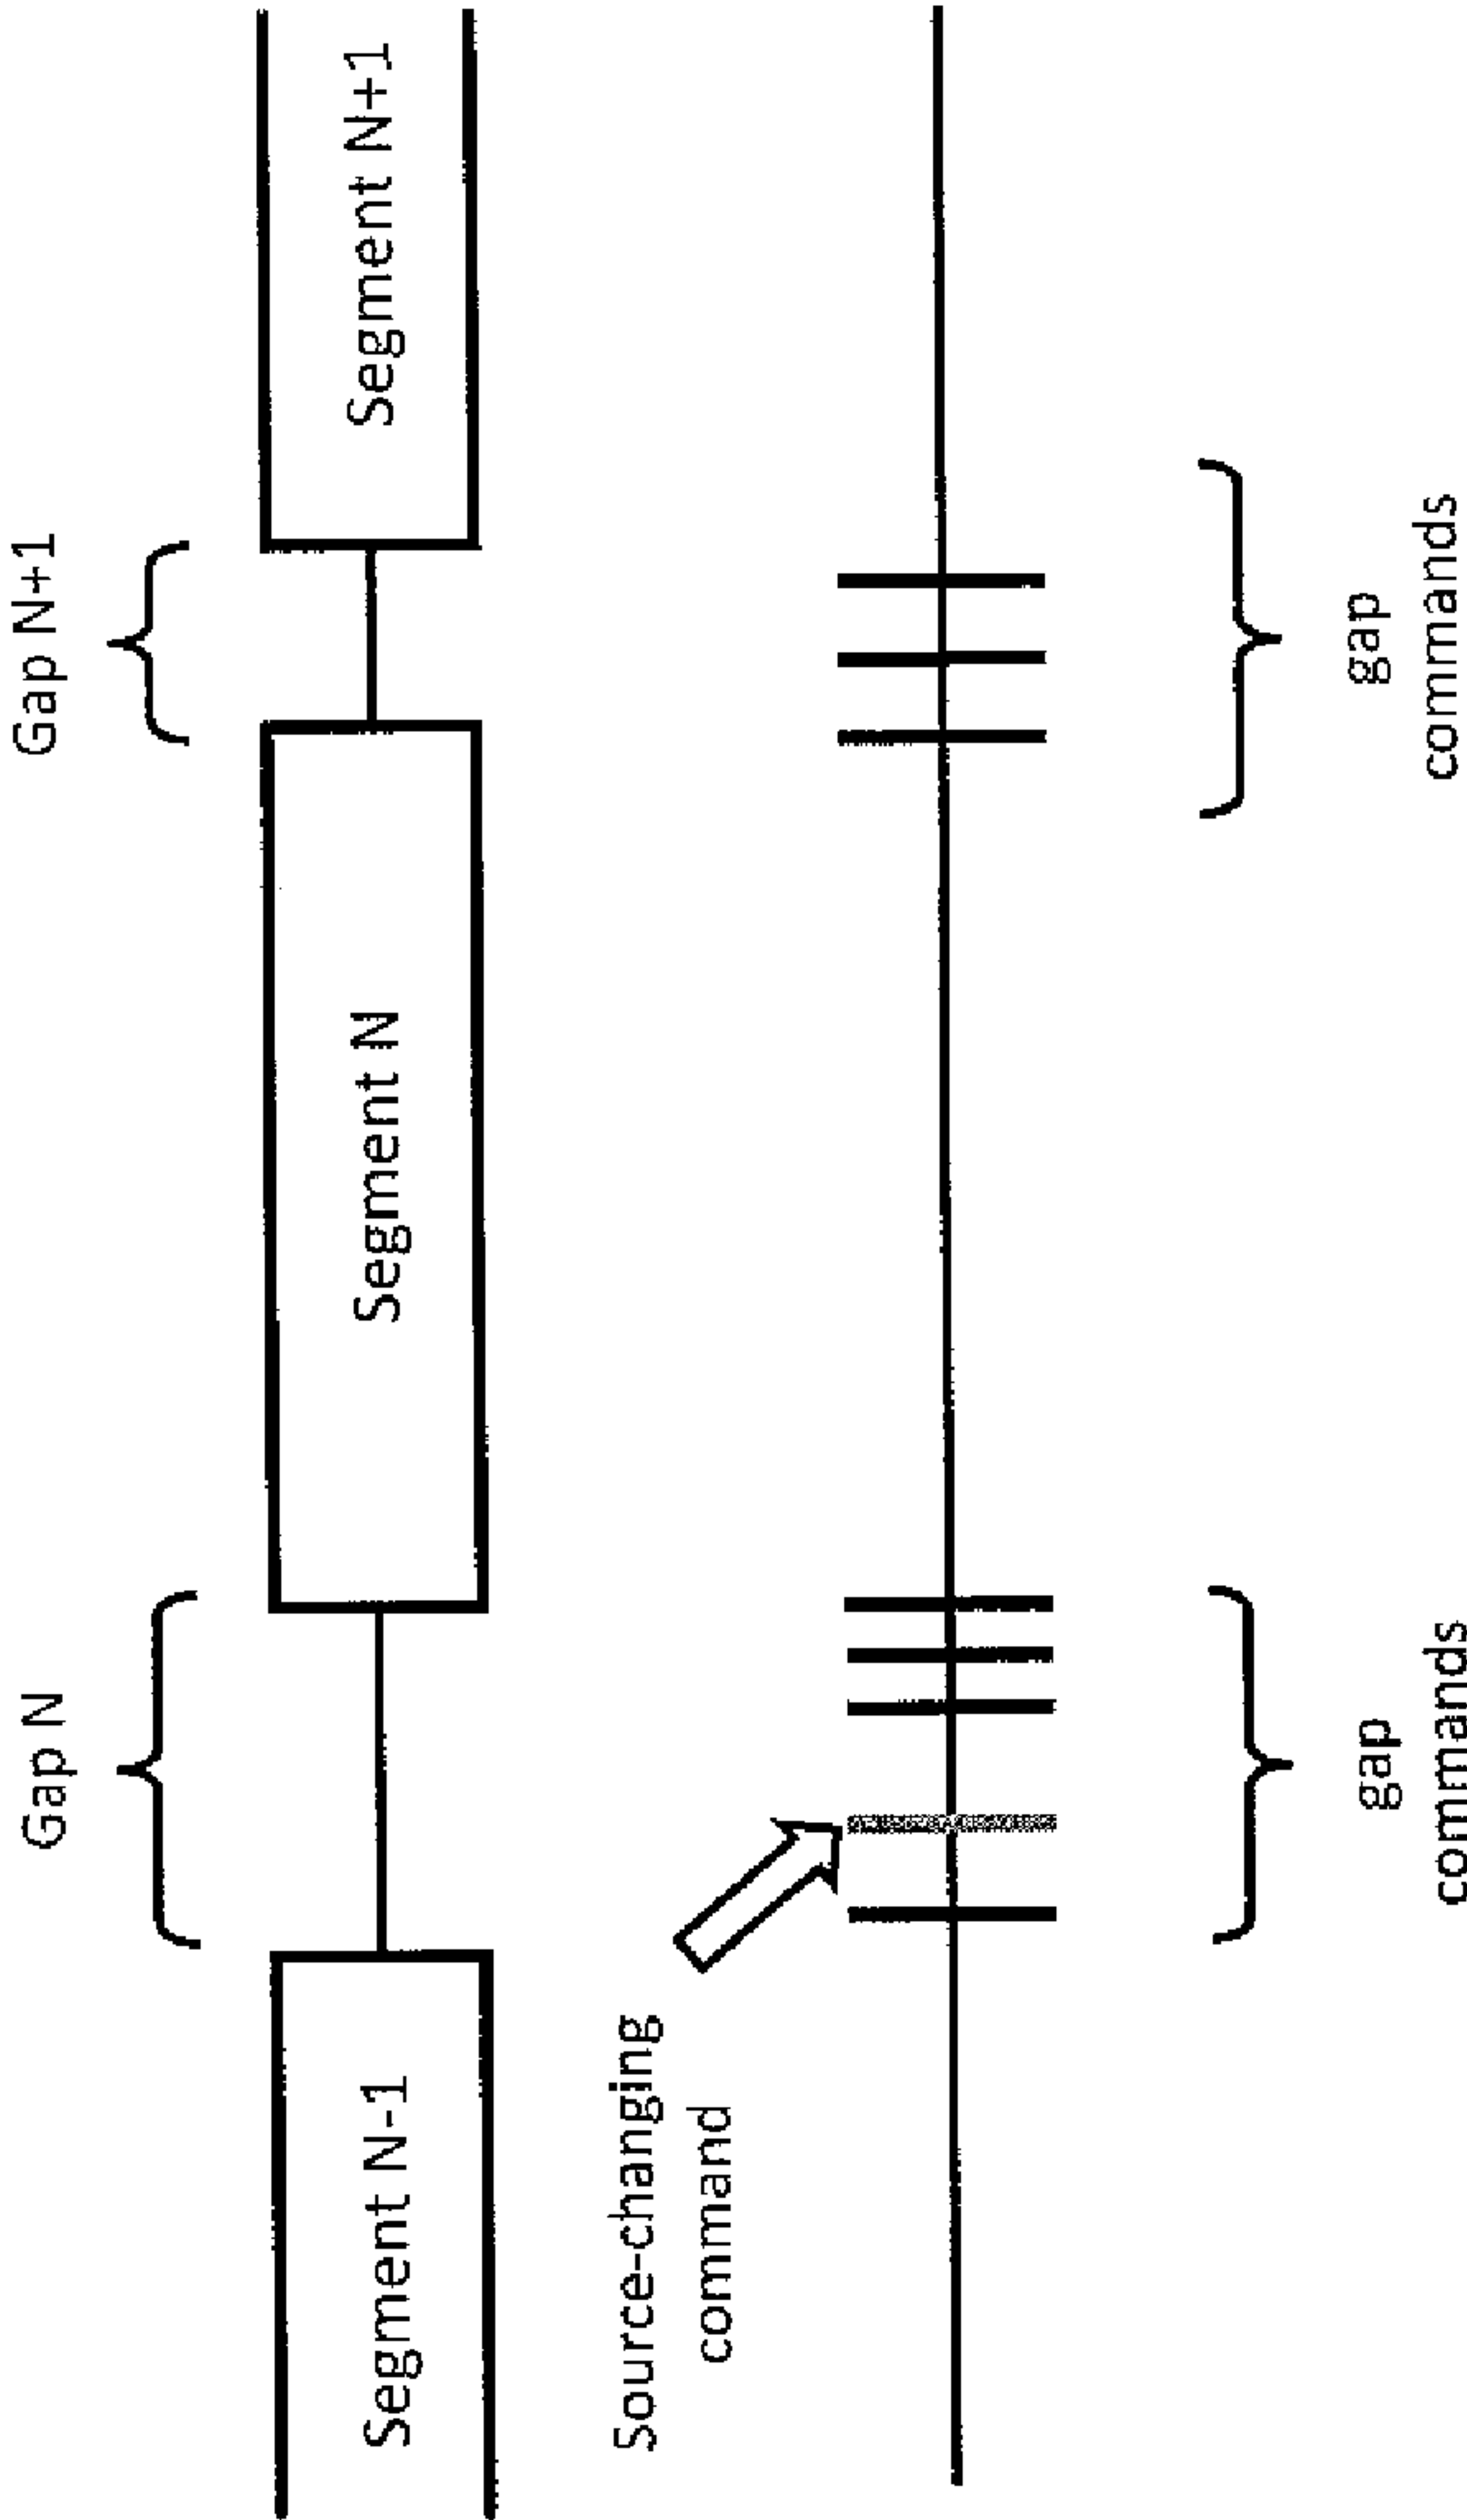 Gap N
Gap N+1
Segment N-1
Segment N
Segment N+1
Source-changing
command
gap
commands
gap
commands